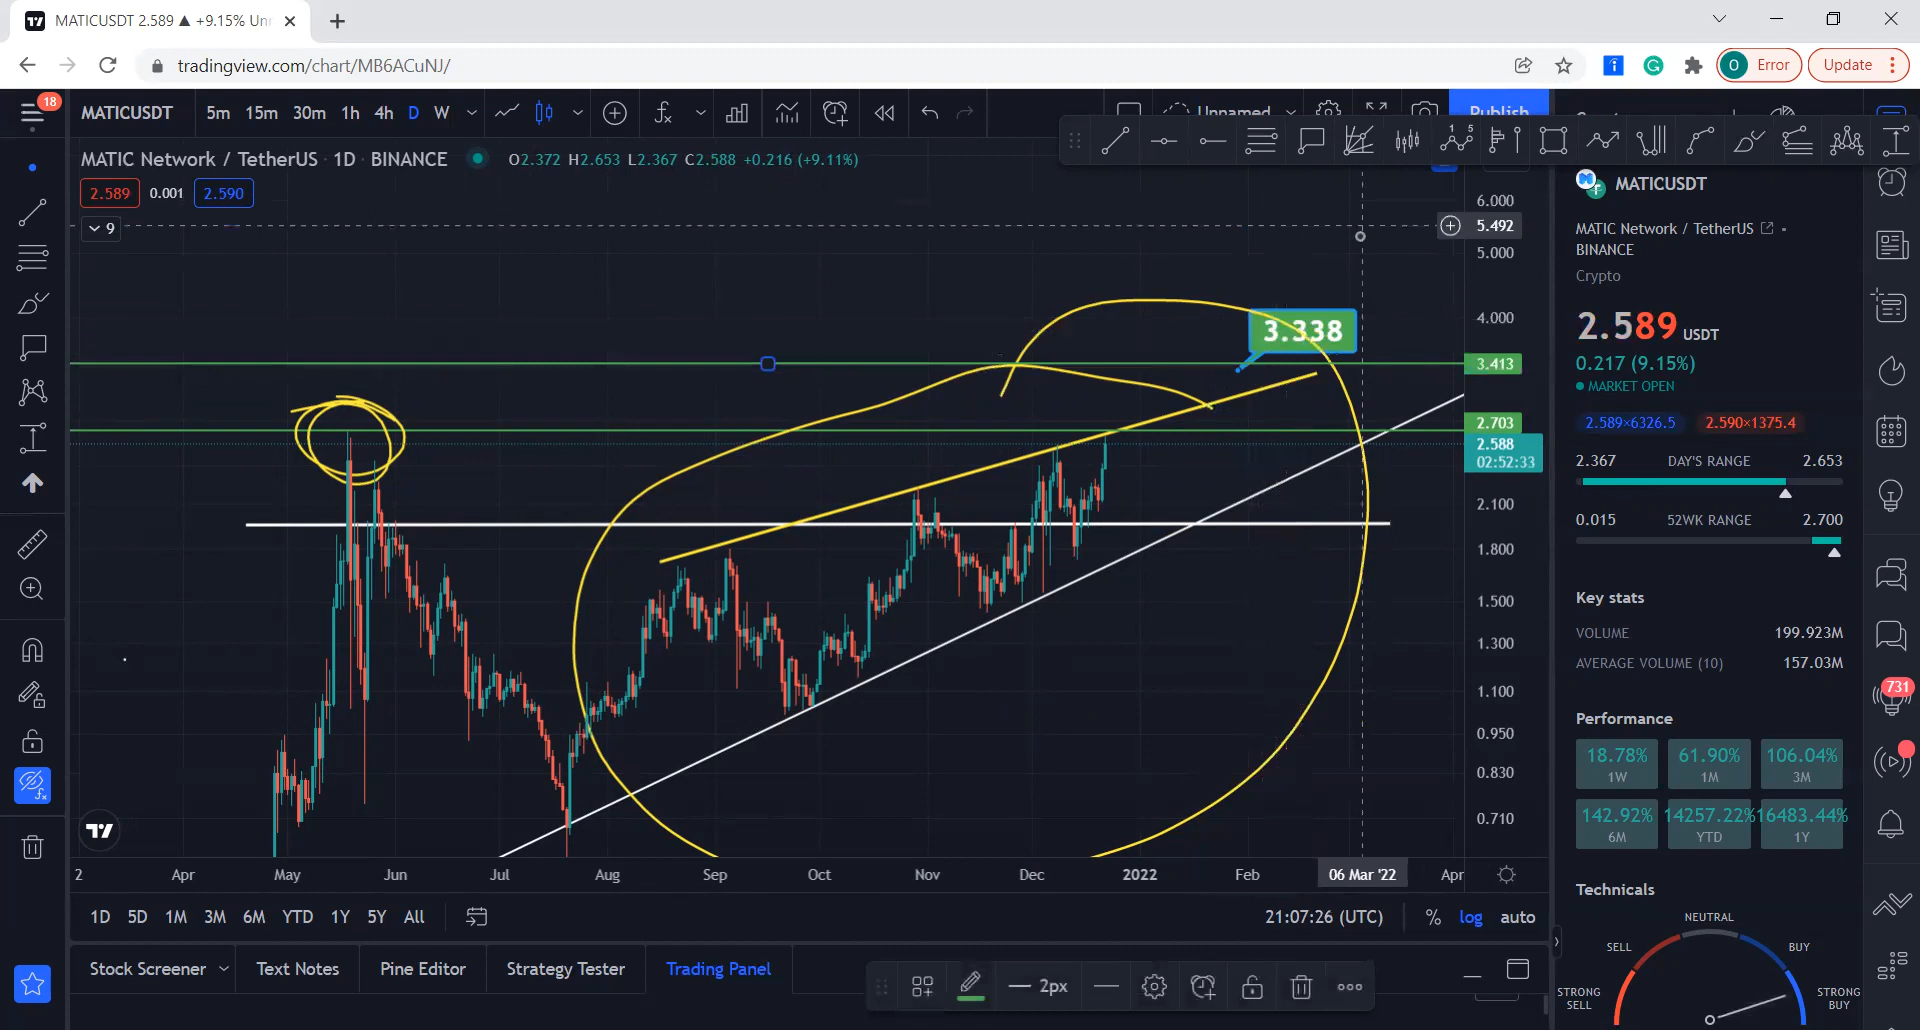 MATICUSDT 2.589 ▲ +9.15% Un
tradingview.com/chart/MB6ACuNJ/
O Error
Update
18
MATICUSDT 5m 15m 30m 1h 4h D W
Unnamed
Publish
MATIC Network / TetherUS · 1D · BINANCE
O2.372 H2.653 L2.367 C2.588 +0.216 (+9.11%)
2.589 0.001 2.590
9
3.338
6.000
5.492
5.000
4.000
3.413
2.703
2.588
02:52:33
2.100
1.800
1.500
1.300
1.100
0.950
0.830
0.710
2 Apr May Jun Jul Aug Sep Oct Nov Dec 2022 Feb 06 Mar '22 Apr
1D 5D 1M 3M 6M YTD 1Y 5Y All
21:07:26 (UTC) % log auto
Stock Screener Text Notes Pine Editor Strategy Tester Trading Panel
2px
MATICUSDT
MATIC Network / TetherUS
BINANCE
Crypto
2.589 USDT
0.217 (9.15%)
MARKET OPEN
2.589×6326.5 2.590×1375.4
2.367 DAY'S RANGE 2.653
0.015 52WK RANGE 2.700
Key stats
VOLUME 199.923M
AVERAGE VOLUME (10) 157.03M
Performance
18.78% 61.90% 106.04%
1W 1M 3M
142.92% 14257.22% 16483.44%
6M YTD 1Y
Technicals
NEUTRAL
SELL BUY
STRONG SELL
STRONG BUY
731